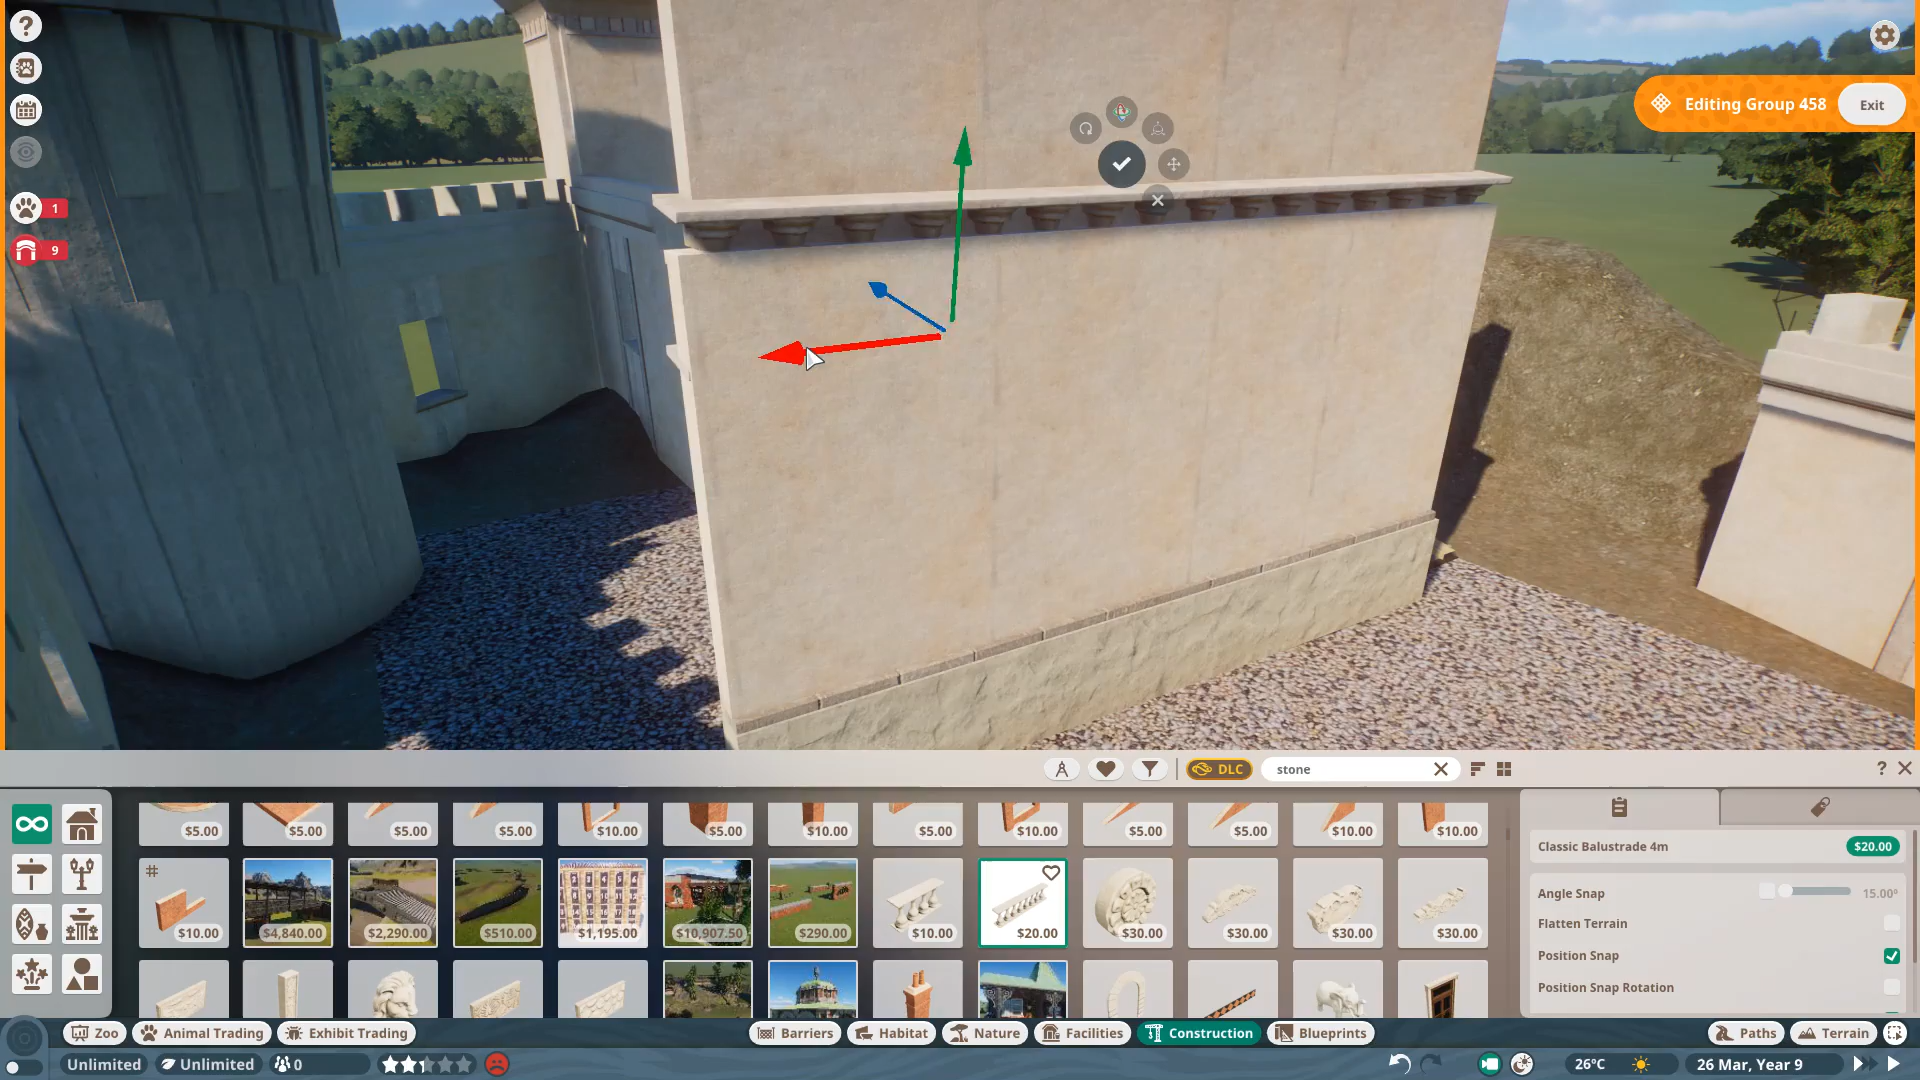 Editing Group 458
Exit
1
9
DLC
stone
$5.00 $5.00 $5.00 $5.00 $10.00 $5.00 $10.00 $5.00 $10.00 $5.00 $5.00 $10.00 $10.00
$10.00 $4,840.00 $2,290.00 $510.00 $1,195.00 $10,907.50 $290.00 $10.00 $20.00 $30.00 $30.00 $30.00 $30.00
Classic Balustrade 4m $20.00
Angle Snap 15.00°
Flatten Terrain
Position Snap
Position Snap Rotation
Zoo Animal Trading Exhibit Trading Barriers Habitat Nature Facilities Construction Blueprints Paths Terrain
Unlimited Unlimited 0 26°C 26 Mar, Year 9